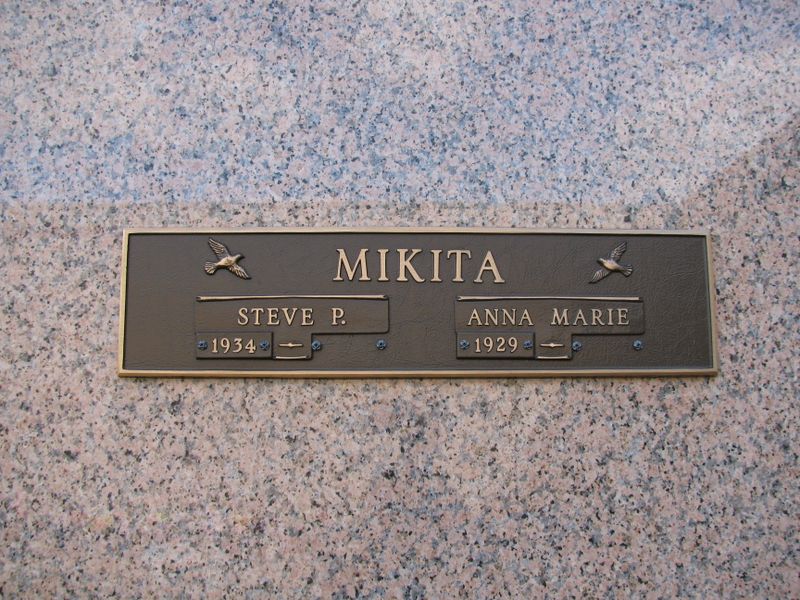 MIKITA
STEVE P.
1934 –
ANNA MARIE
1929 –